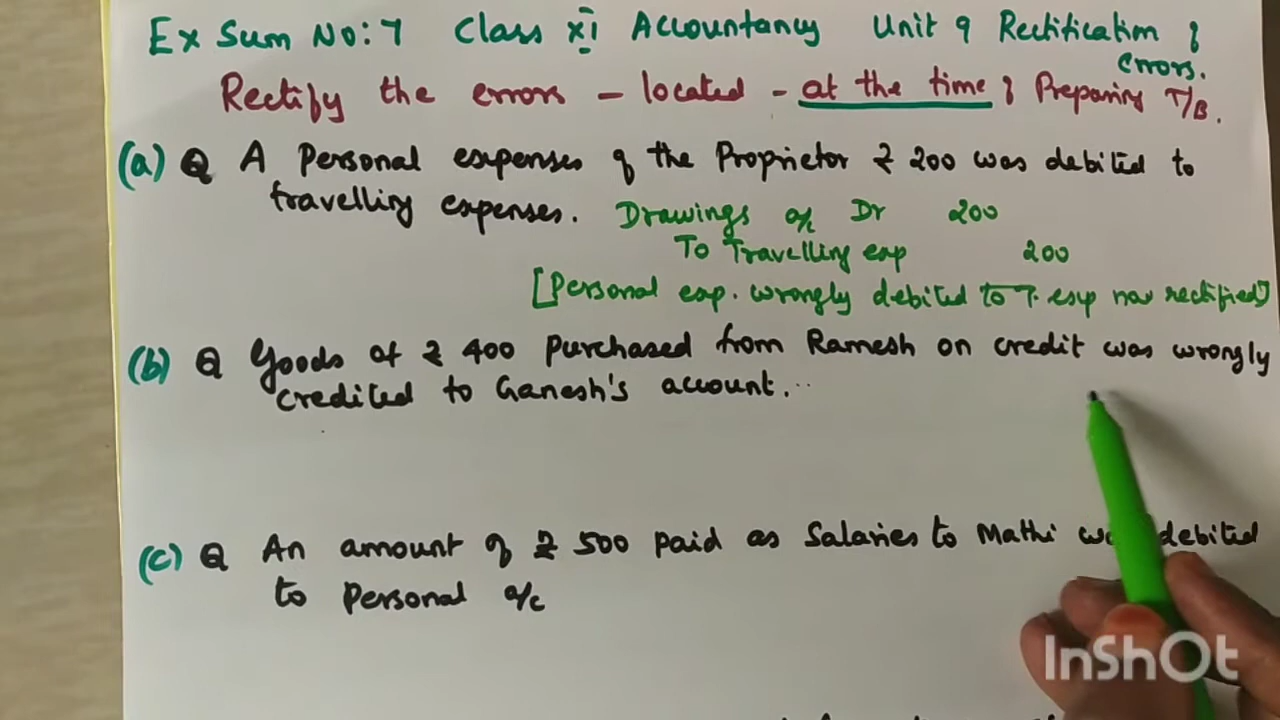 Ex Sum No: 7 Class XI Accountancy Unit 9 Rectification of
Errors.
Rectify the errors - located - at the time of Preparing T/B.
(a) Q A Personal expenses of the Proprietor ₹ 200 was debited to
travelling expenses. Drawings a/c Dr 200
To Travelling exp 200
[Personal exp. wrongly debited to T. exp now rectified]
(b) Q Goods of ₹ 400 purchased from Ramesh on credit was wrongly
credited to Ganesh's account.
(c) Q An amount of ₹ 500 paid as Salaries to Mathi debited
to Personal a/c
InShOt